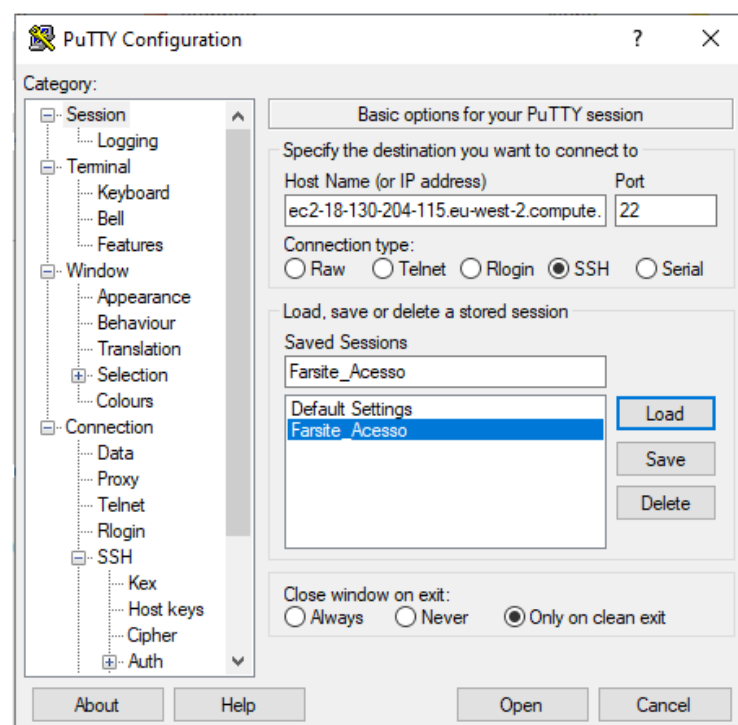 PuTTY Configuration
?
Category:
Session
Logging
Terminal
Keyboard
Bell
Features
Window
Appearance
Behaviour
Translation
Selection
Colours
Connection
Data
Proxy
Telnet
Rlogin
SSH
Kex
Host keys
Cipher
Auth
Basic options for your PuTTY session
Specify the destination you want to connect to
Host Name (or IP address) Port
ec2-18-130-204-115.eu-west-2.compute. 22
Connection type:
Raw Telnet Rlogin SSH Serial
Load, save or delete a stored session
Saved Sessions
Farsite_Acesso
Default Settings
Farsite_Acesso
Load
Save
Delete
Close window on exit:
Always Never Only on clean exit
About Help Open Cancel